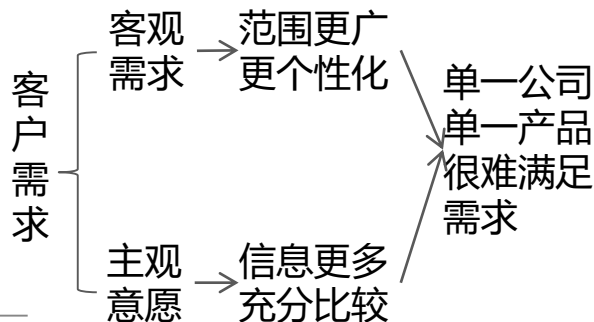 客户需求
客观
需求
范围更广
更个性化
主观
意愿
信息更多
充分比较
单一公司
单一产品
很难满足
需求